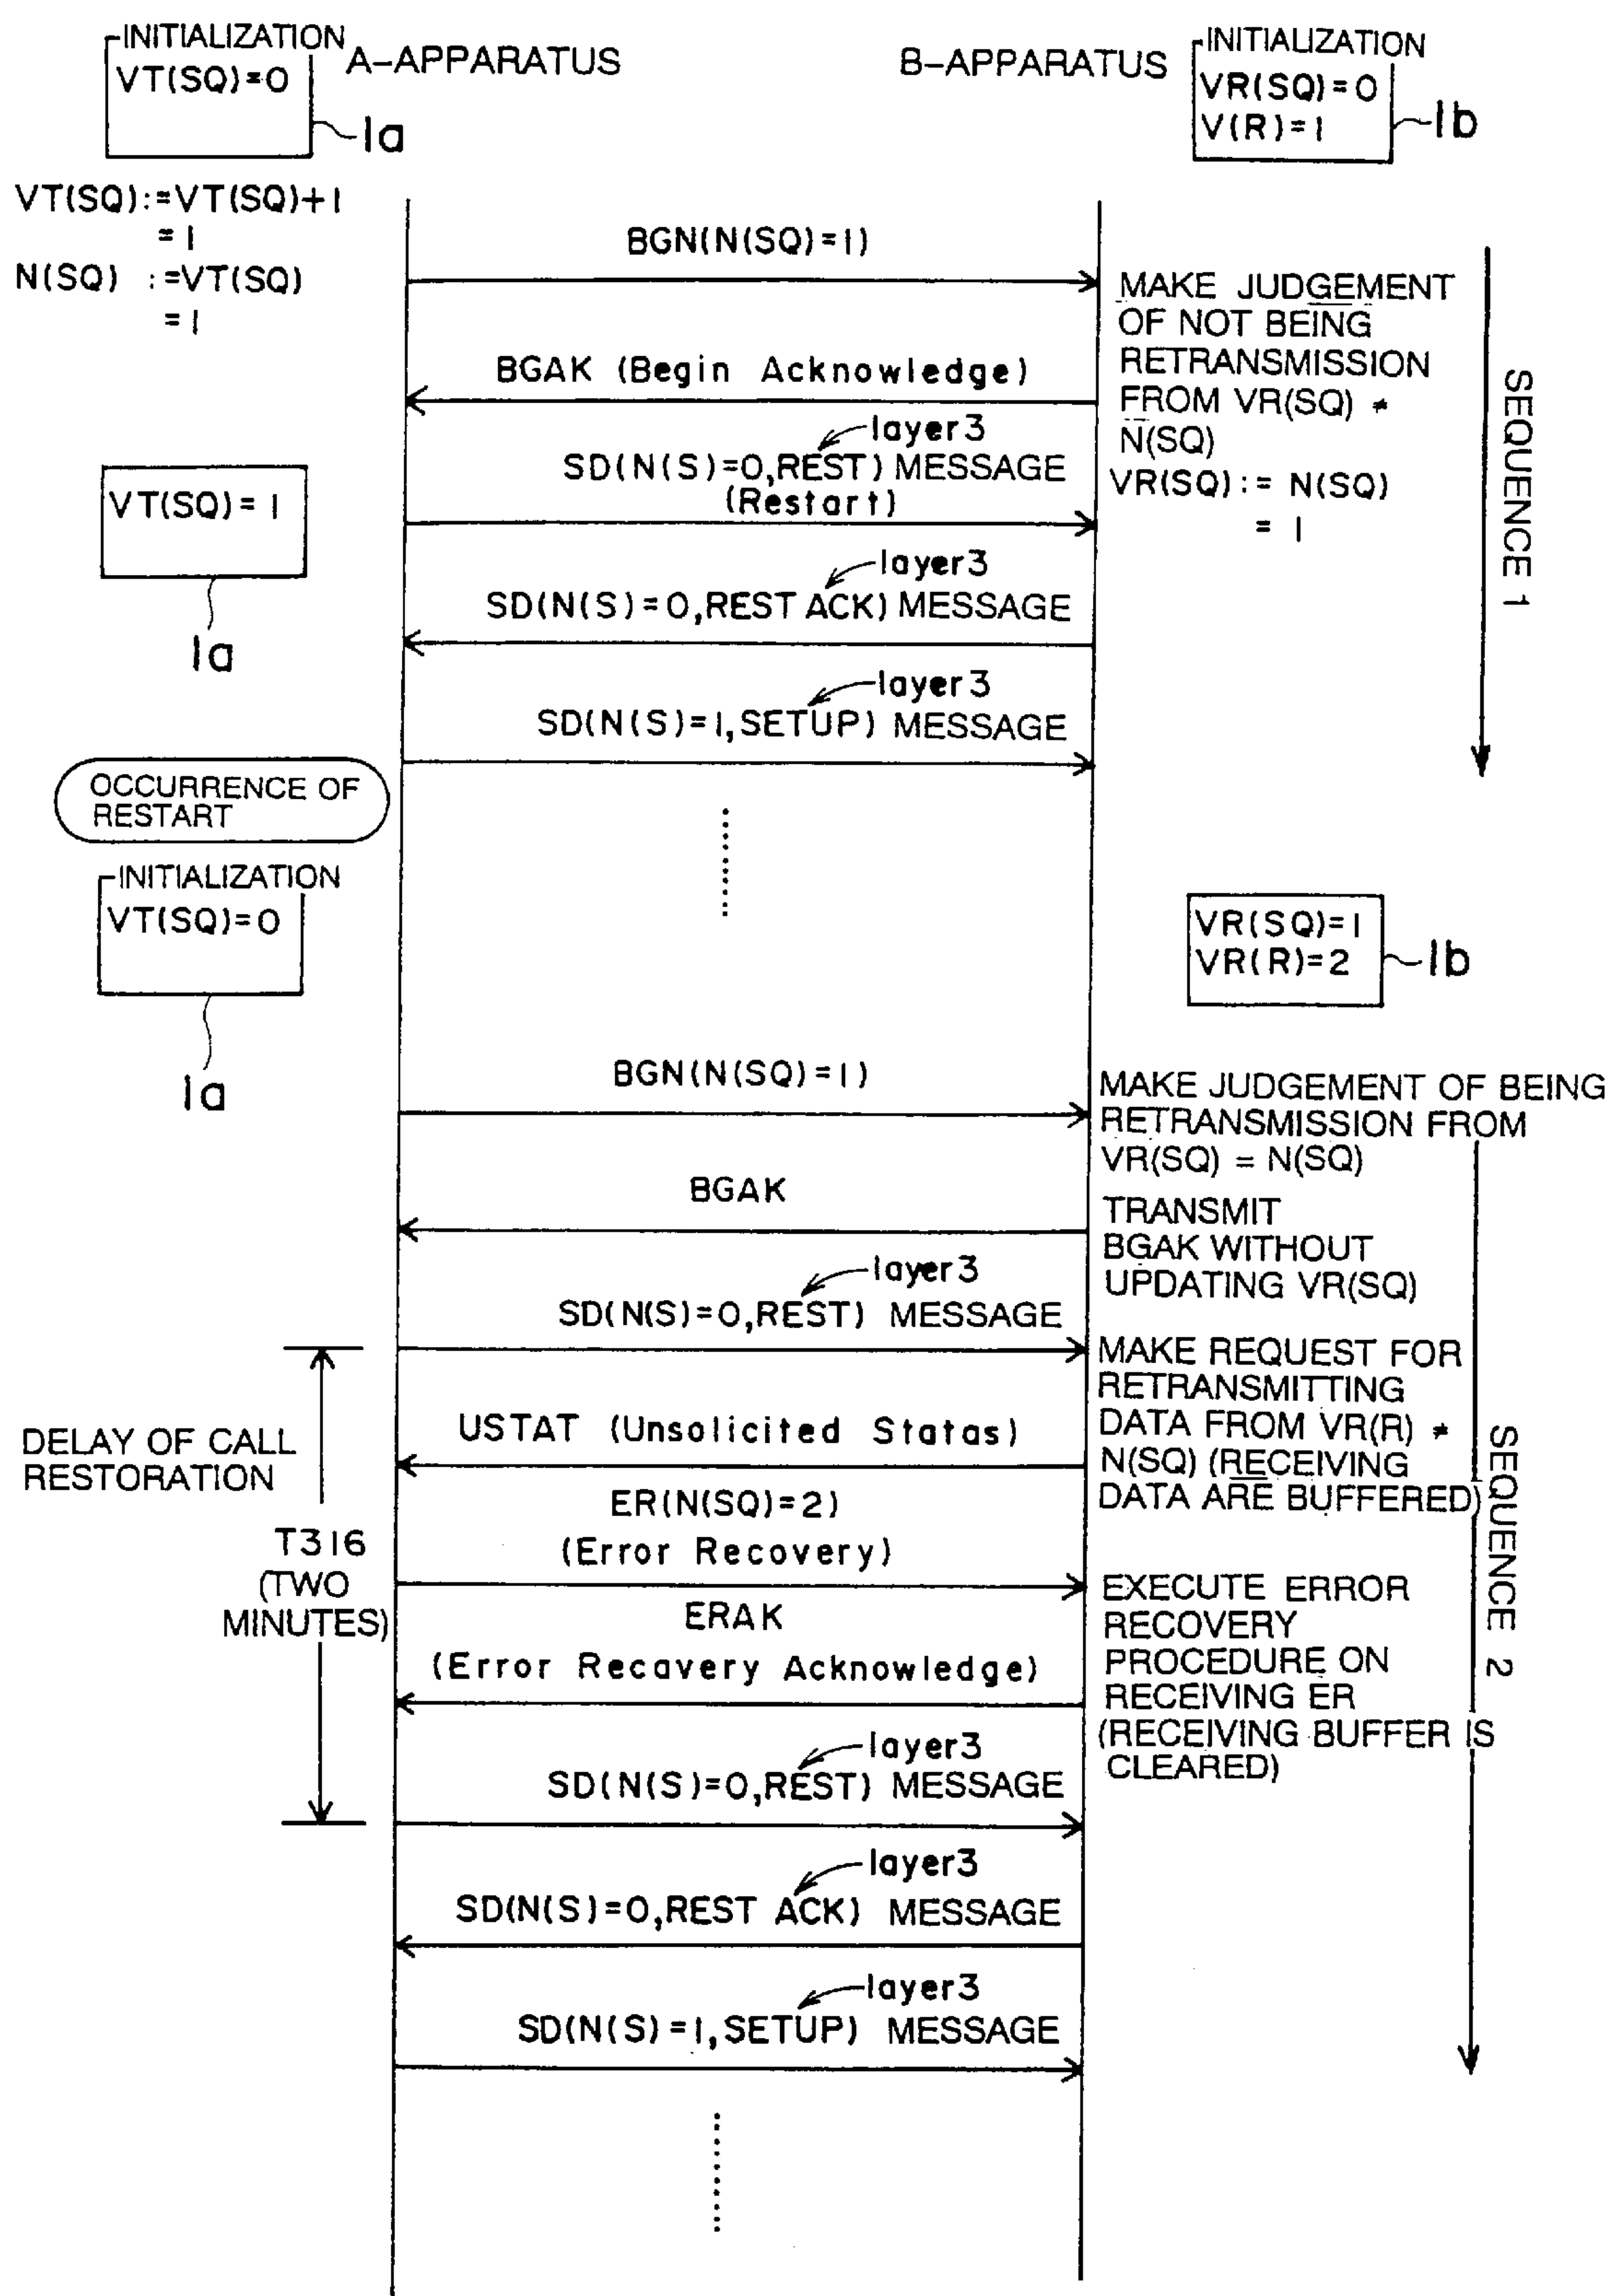 INITIALIZATION
VT(SQ)=0
1a
A-APPARATUS
B-APPARATUS
INITIALIZATION
VR(SQ)=0
V(R)=1
1b
VT(SQ):=VT(SQ)+1
=1
N(SQ) :=VT(SQ)
=1
BGN(N(SQ)=1)
MAKE JUDGEMENT
OF NOT BEING
RETRANSMISSION
FROM VR(SQ) ≠
N(SQ)
VR(SQ):= N(SQ)
= 1
SEQUENCE 1
BGAK (Begin Acknowledge)
layer3
SD(N(S)=0,REST) MESSAGE
(Restart)
VT(SQ)=1
1a
layer3
SD(N(S)=0,REST ACK) MESSAGE
layer3
SD(N(S)=1,SETUP) MESSAGE
OCCURRENCE OF
RESTART
INITIALIZATION
VT(SQ)=0
1a
VR(SQ)=1
VR(R)=2
1b
BGN(N(SQ)=1)
MAKE JUDGEMENT OF BEING
RETRANSMISSION FROM
VR(SQ) = N(SQ)
BGAK
TRANSMIT
BGAK WITHOUT
UPDATING VR(SQ)
layer3
SD(N(S)=0,REST) MESSAGE
MAKE REQUEST FOR
RETRANSMITTING
DATA FROM VR(R) ≠
N(SQ) (RECEIVING
DATA ARE BUFFERED)
SEQUENCE 2
DELAY OF CALL
RESTORATION
T316
(TWO
MINUTES)
USTAT (Unsolicited Statas)
ER(N(SQ)=2)
(Error Recovery)
EXECUTE ERROR
RECOVERY
PROCEDURE ON
RECEIVING ER
(RECEIVING BUFFER IS
CLEARED)
ERAK
(Error Recavery Acknowledge)
layer3
SD(N(S)=0,REST) MESSAGE
layer3
SD(N(S)=0,REST ACK) MESSAGE
layer3
SD(N(S)=1,SETUP) MESSAGE